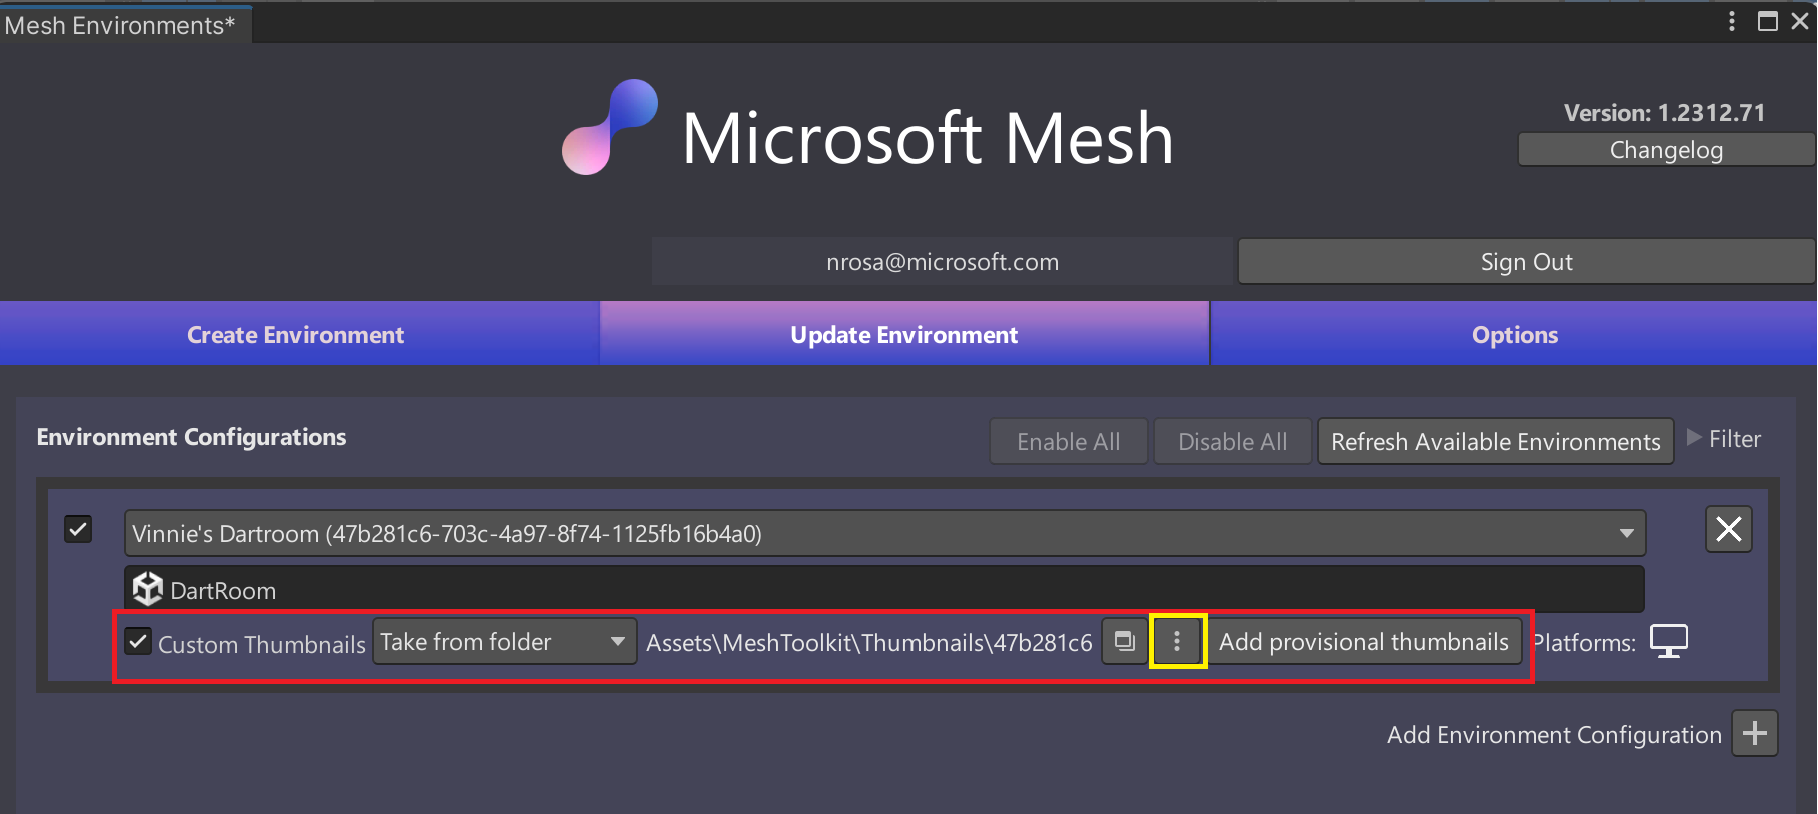 Mesh Environments*
Microsoft Mesh
Version: 1.2312.71
Changelog
nrosa@microsoft.com
Sign Out
Create Environment
Update Environment
Options
Environment Configurations
Enable All
Disable All
Refresh Available Environments
Filter
Vinnie's Dartroom (47b281c6-703c-4a97-8f74-1125fb16b4a0)
DartRoom
Custom Thumbnails
Take from folder
Assets\MeshToolkit\Thumbnails\47b281c6
Add provisional thumbnails
Platforms:
Add Environment Configuration